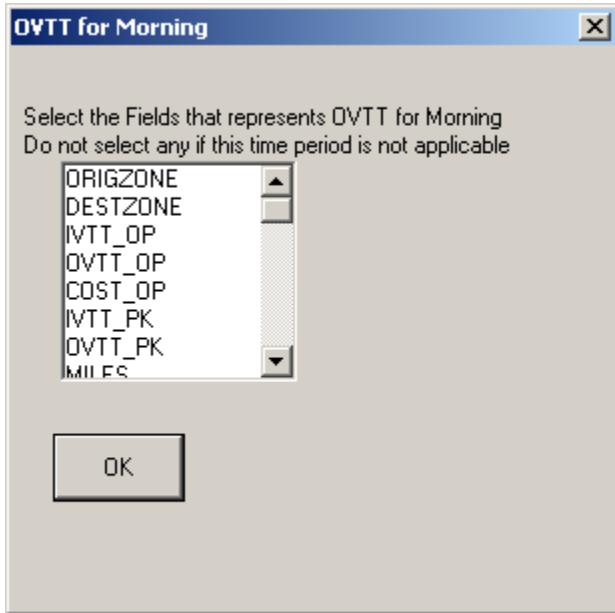 OVTT for Morning
Select the Fields that represents OVTT for Morning
Do not select any if this time period is not applicable
ORIGZONE
DESTZONE
IVTT_OP
OVTT_OP
COST_OP
IVTT_PK
OVTT_PK
MILES
OK